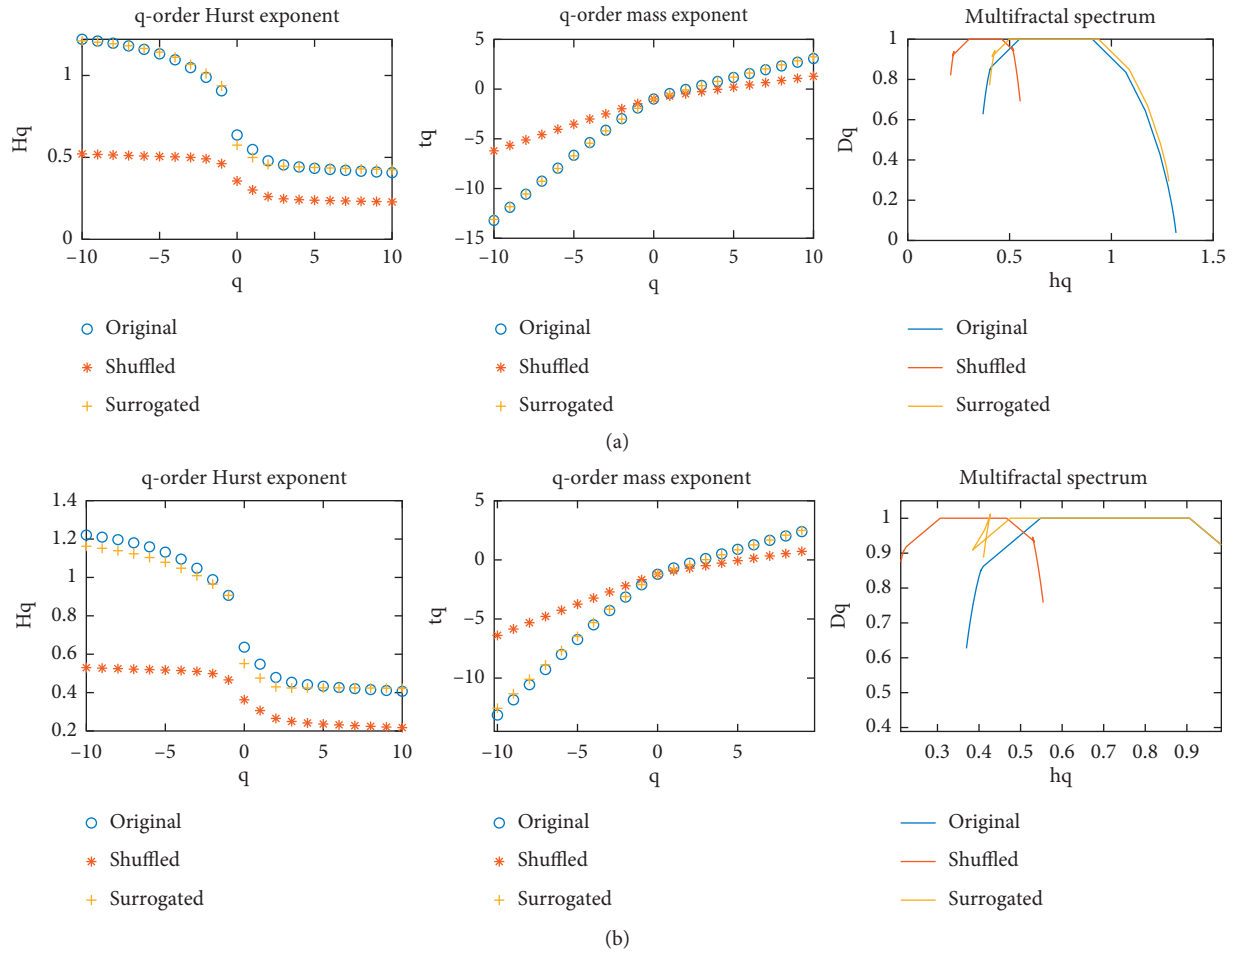 q-order Hurst exponent
q-order mass exponent
Multifractal spectrum
Hq
1
0.5
0
−10
−5
0
5
10
q
tq
5
0
−5
−10
−15
−10
−5
0
5
10
q
Dq
1
0.8
0.6
0.4
0.2
0
0
0.5
1
1.5
hq
Original
Shuffled
Surrogated
Original
Shuffled
Surrogated
Original
Shuffled
Surrogated
(a)
q-order Hurst exponent
q-order mass exponent
Multifractal spectrum
Hq
1.4
1.2
1
0.8
0.6
0.4
0.2
−10
−5
0
5
10
q
tq
5
0
−5
−10
−10
−5
0
5
q
Dq
1
0.9
0.8
0.7
0.6
0.5
0.4
0.3
0.4
0.5
0.6
0.7
0.8
0.9
hq
Original
Shuffled
Surrogated
Original
Shuffled
Surrogated
Original
Shuffled
Surrogated
(b)